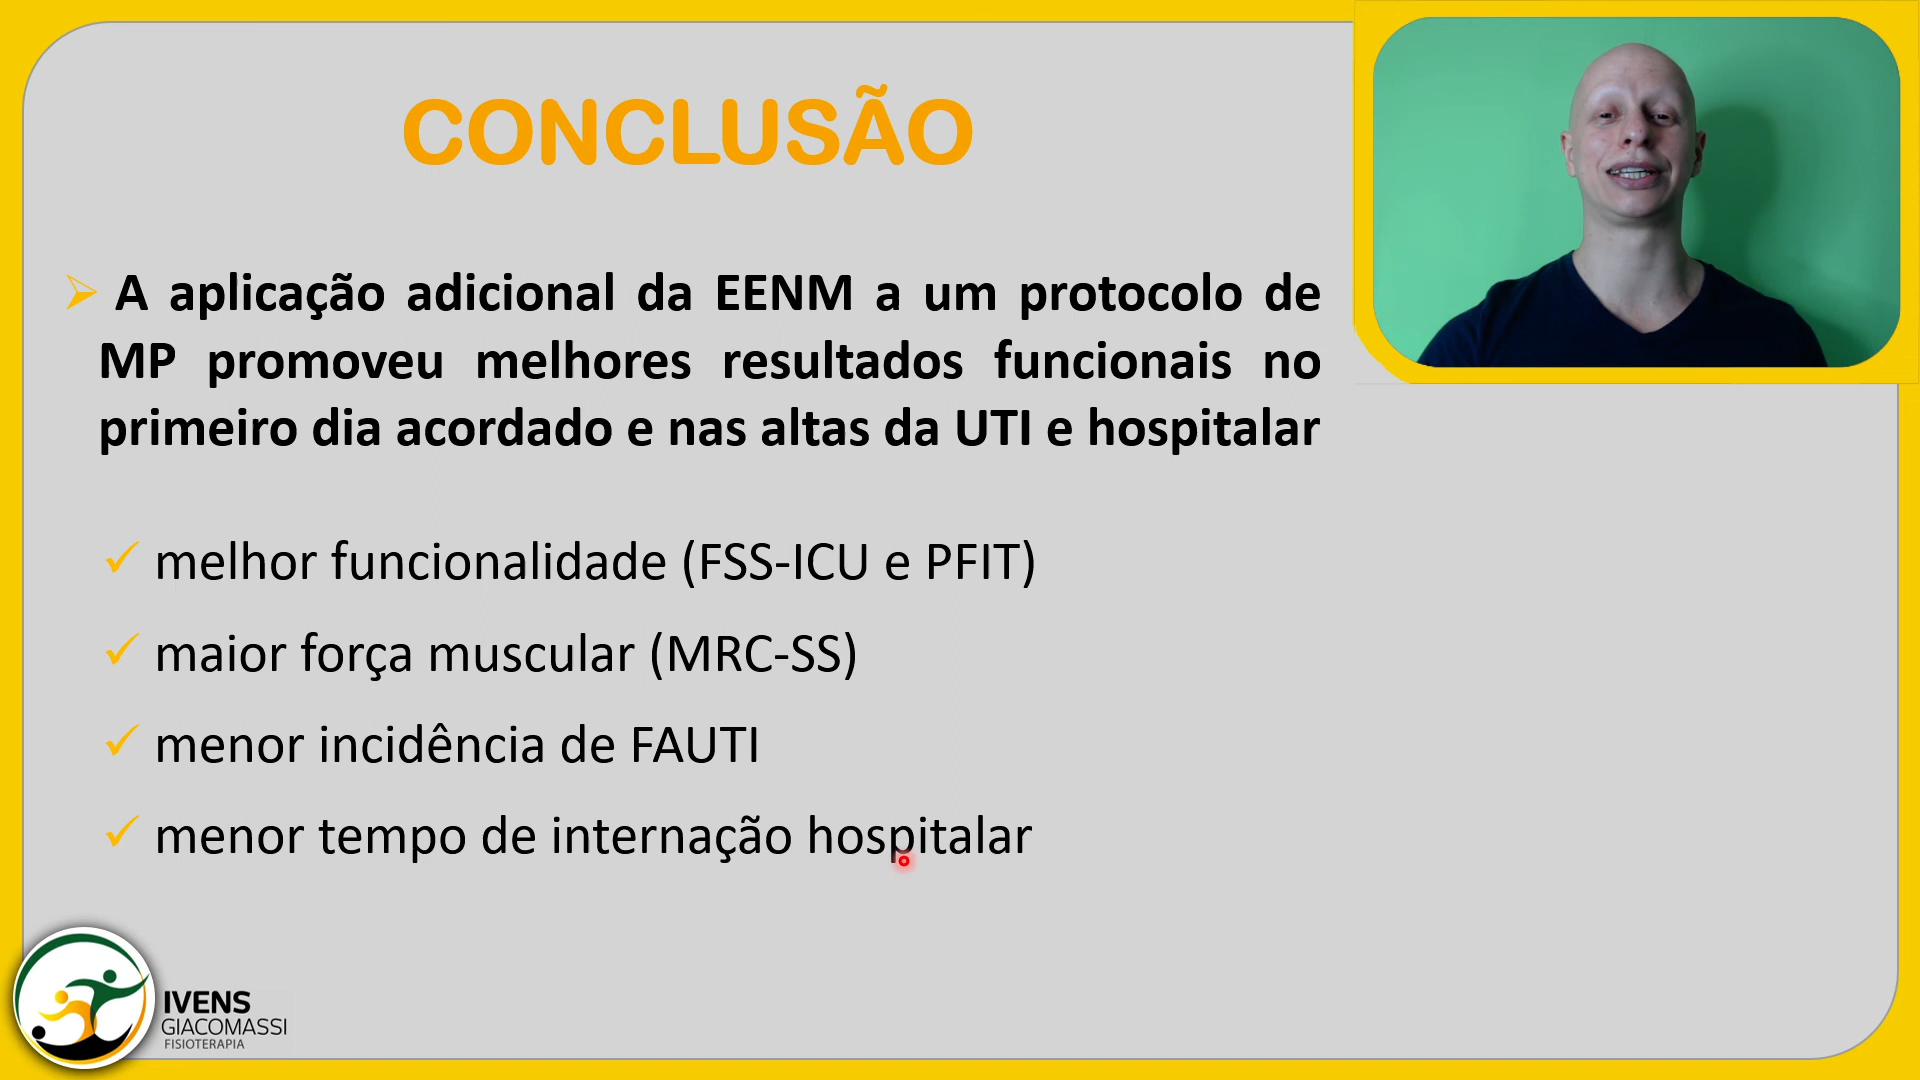 CONCLUSÃO
A aplicação adicional da EENM a um protocolo de
MP promoveu melhores resultados funcionais no
primeiro dia acordado e nas altas da UTI e hospitalar
melhor funcionalidade (FSS-ICU e PFIT)
maior força muscular (MRC-SS)
menor incidência de FAUTI
menor tempo de internação hospitalar
IVENS
GIACOMASSI
FISIOTERAPIA